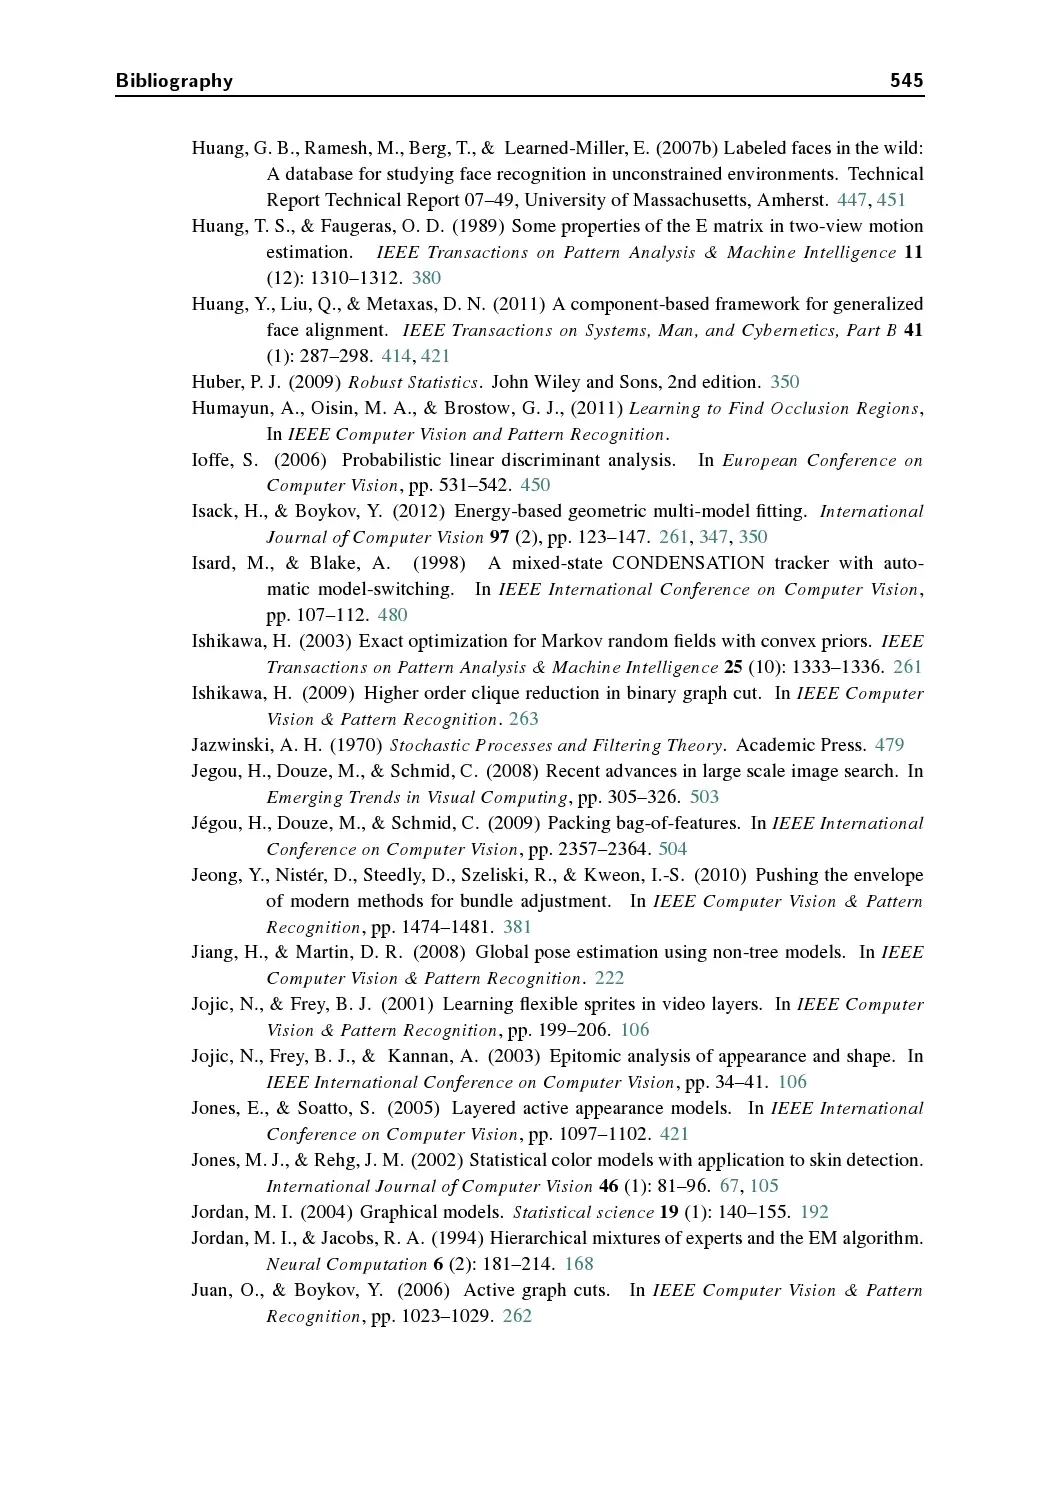 Bibliography 545
Huang, G. B., Ramesh, M., Berg, T., & Learned-Miller, E. (2007b) Labeled faces in the wild:
A database for studying face recognition in unconstrained environments. Technical
Report Technical Report 07–49, University of Massachusetts, Amherst. 447, 451
Huang, T. S., & Faugeras, O. D. (1989) Some properties of the E matrix in two-view motion
estimation. IEEE Transactions on Pattern Analysis & Machine Intelligence 11
(12): 1310–1312. 380
Huang, Y., Liu, Q., & Metaxas, D. N. (2011) A component-based framework for generalized
face alignment. IEEE Transactions on Systems, Man, and Cybernetics, Part B 41
(1): 287–298. 414, 421
Huber, P. J. (2009) Robust Statistics. John Wiley and Sons, 2nd edition. 350
Humayun, A., Oisin, M. A., & Brostow, G. J., (2011) Learning to Find Occlusion Regions,
In IEEE Computer Vision and Pattern Recognition.
Ioffe, S. (2006) Probabilistic linear discriminant analysis. In European Conference on
Computer Vision, pp. 531–542. 450
Isack, H., & Boykov, Y. (2012) Energy-based geometric multi-model fitting. International
Journal of Computer Vision 97 (2), pp. 123–147. 261, 347, 350
Isard, M., & Blake, A. (1998) A mixed-state CONDENSATION tracker with auto-
matic model-switching. In IEEE International Conference on Computer Vision,
pp. 107–112. 480
Ishikawa, H. (2003) Exact optimization for Markov random fields with convex priors. IEEE
Transactions on Pattern Analysis & Machine Intelligence 25 (10): 1333–1336. 261
Ishikawa, H. (2009) Higher order clique reduction in binary graph cut. In IEEE Computer
Vision & Pattern Recognition. 263
Jazwinski, A. H. (1970) Stochastic Processes and Filtering Theory. Academic Press. 479
Jegou, H., Douze, M., & Schmid, C. (2008) Recent advances in large scale image search. In
Emerging Trends in Visual Computing, pp. 305–326. 503
Jégou, H., Douze, M., & Schmid, C. (2009) Packing bag-of-features. In IEEE International
Conference on Computer Vision, pp. 2357–2364. 504
Jeong, Y., Nistér, D., Steedly, D., Szeliski, R., & Kweon, I.-S. (2010) Pushing the envelope
of modern methods for bundle adjustment. In IEEE Computer Vision & Pattern
Recognition, pp. 1474–1481. 381
Jiang, H., & Martin, D. R. (2008) Global pose estimation using non-tree models. In IEEE
Computer Vision & Pattern Recognition. 222
Jojic, N., & Frey, B. J. (2001) Learning flexible sprites in video layers. In IEEE Computer
Vision & Pattern Recognition, pp. 199–206. 106
Jojic, N., Frey, B. J., & Kannan, A. (2003) Epitomic analysis of appearance and shape. In
IEEE International Conference on Computer Vision, pp. 34–41. 106
Jones, E., & Soatto, S. (2005) Layered active appearance models. In IEEE International
Conference on Computer Vision, pp. 1097–1102. 421
Jones, M. J., & Rehg, J. M. (2002) Statistical color models with application to skin detection.
International Journal of Computer Vision 46 (1): 81–96. 67, 105
Jordan, M. I. (2004) Graphical models. Statistical science 19 (1): 140–155. 192
Jordan, M. I., & Jacobs, R. A. (1994) Hierarchical mixtures of experts and the EM algorithm.
Neural Computation 6 (2): 181–214. 168
Juan, O., & Boykov, Y. (2006) Active graph cuts. In IEEE Computer Vision & Pattern
Recognition, pp. 1023–1029. 262